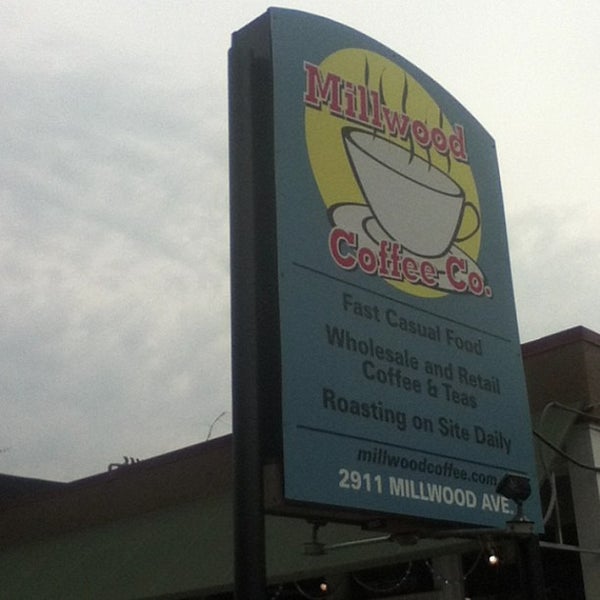 Millwood
Coffee Co.
Fast Casual Food
Wholesale and Retail
Coffee & Teas
Roasting on Site Daily
millwoodcoffee.com
2911 MILLWOOD AVE.